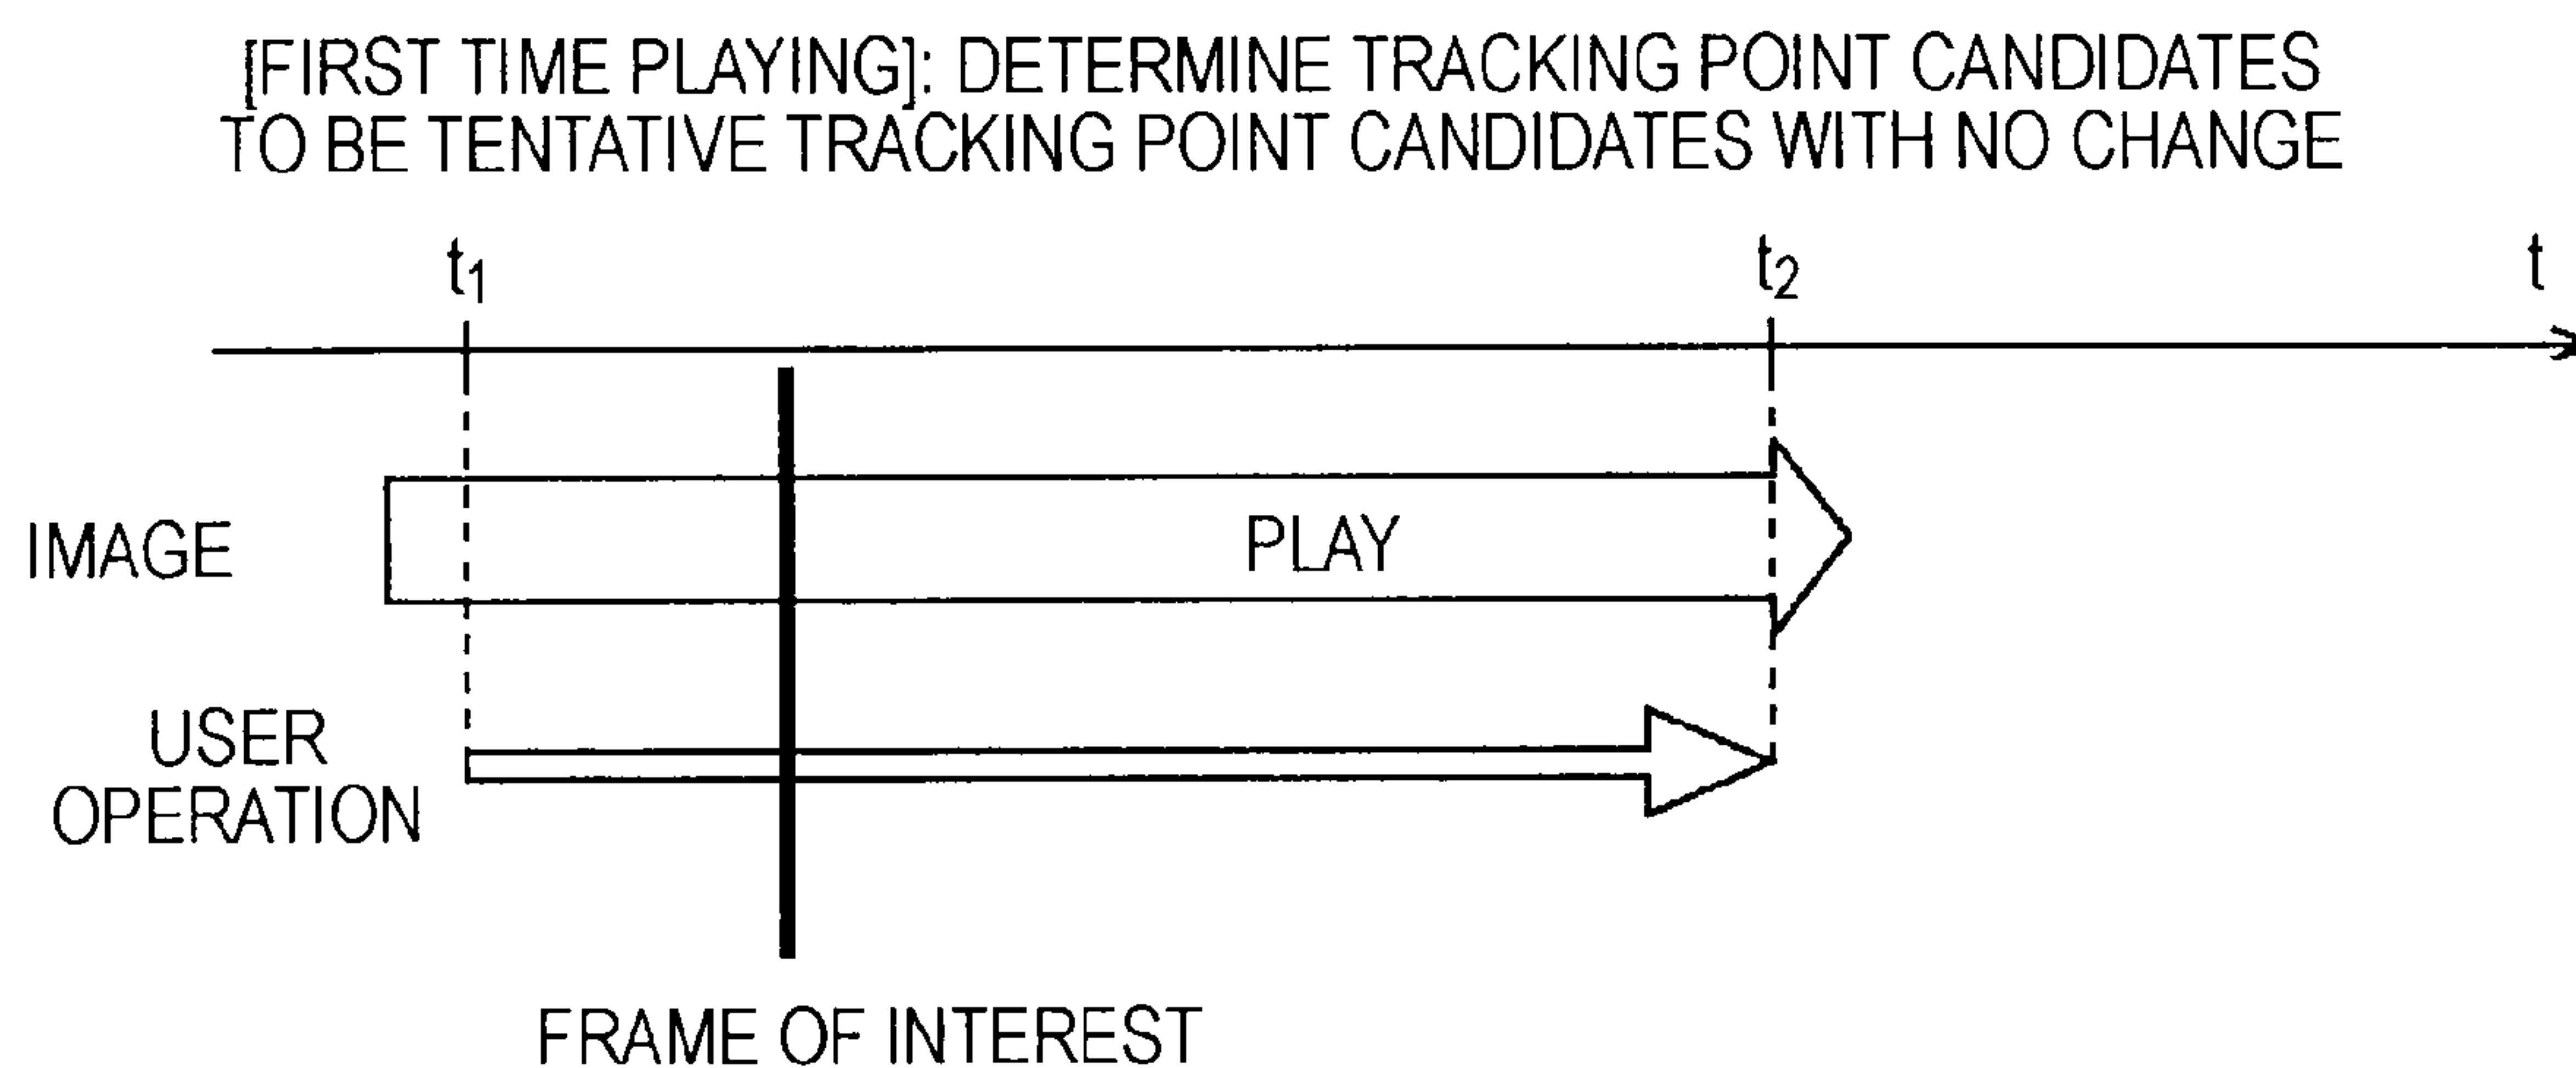 [FIRST TIME PLAYING]: DETERMINE TRACKING POINT CANDIDATES
TO BE TENTATIVE TRACKING POINT CANDIDATES WITH NO CHANGE
t1
t2
t
IMAGE
PLAY
USER
OPERATION
FRAME OF INTEREST